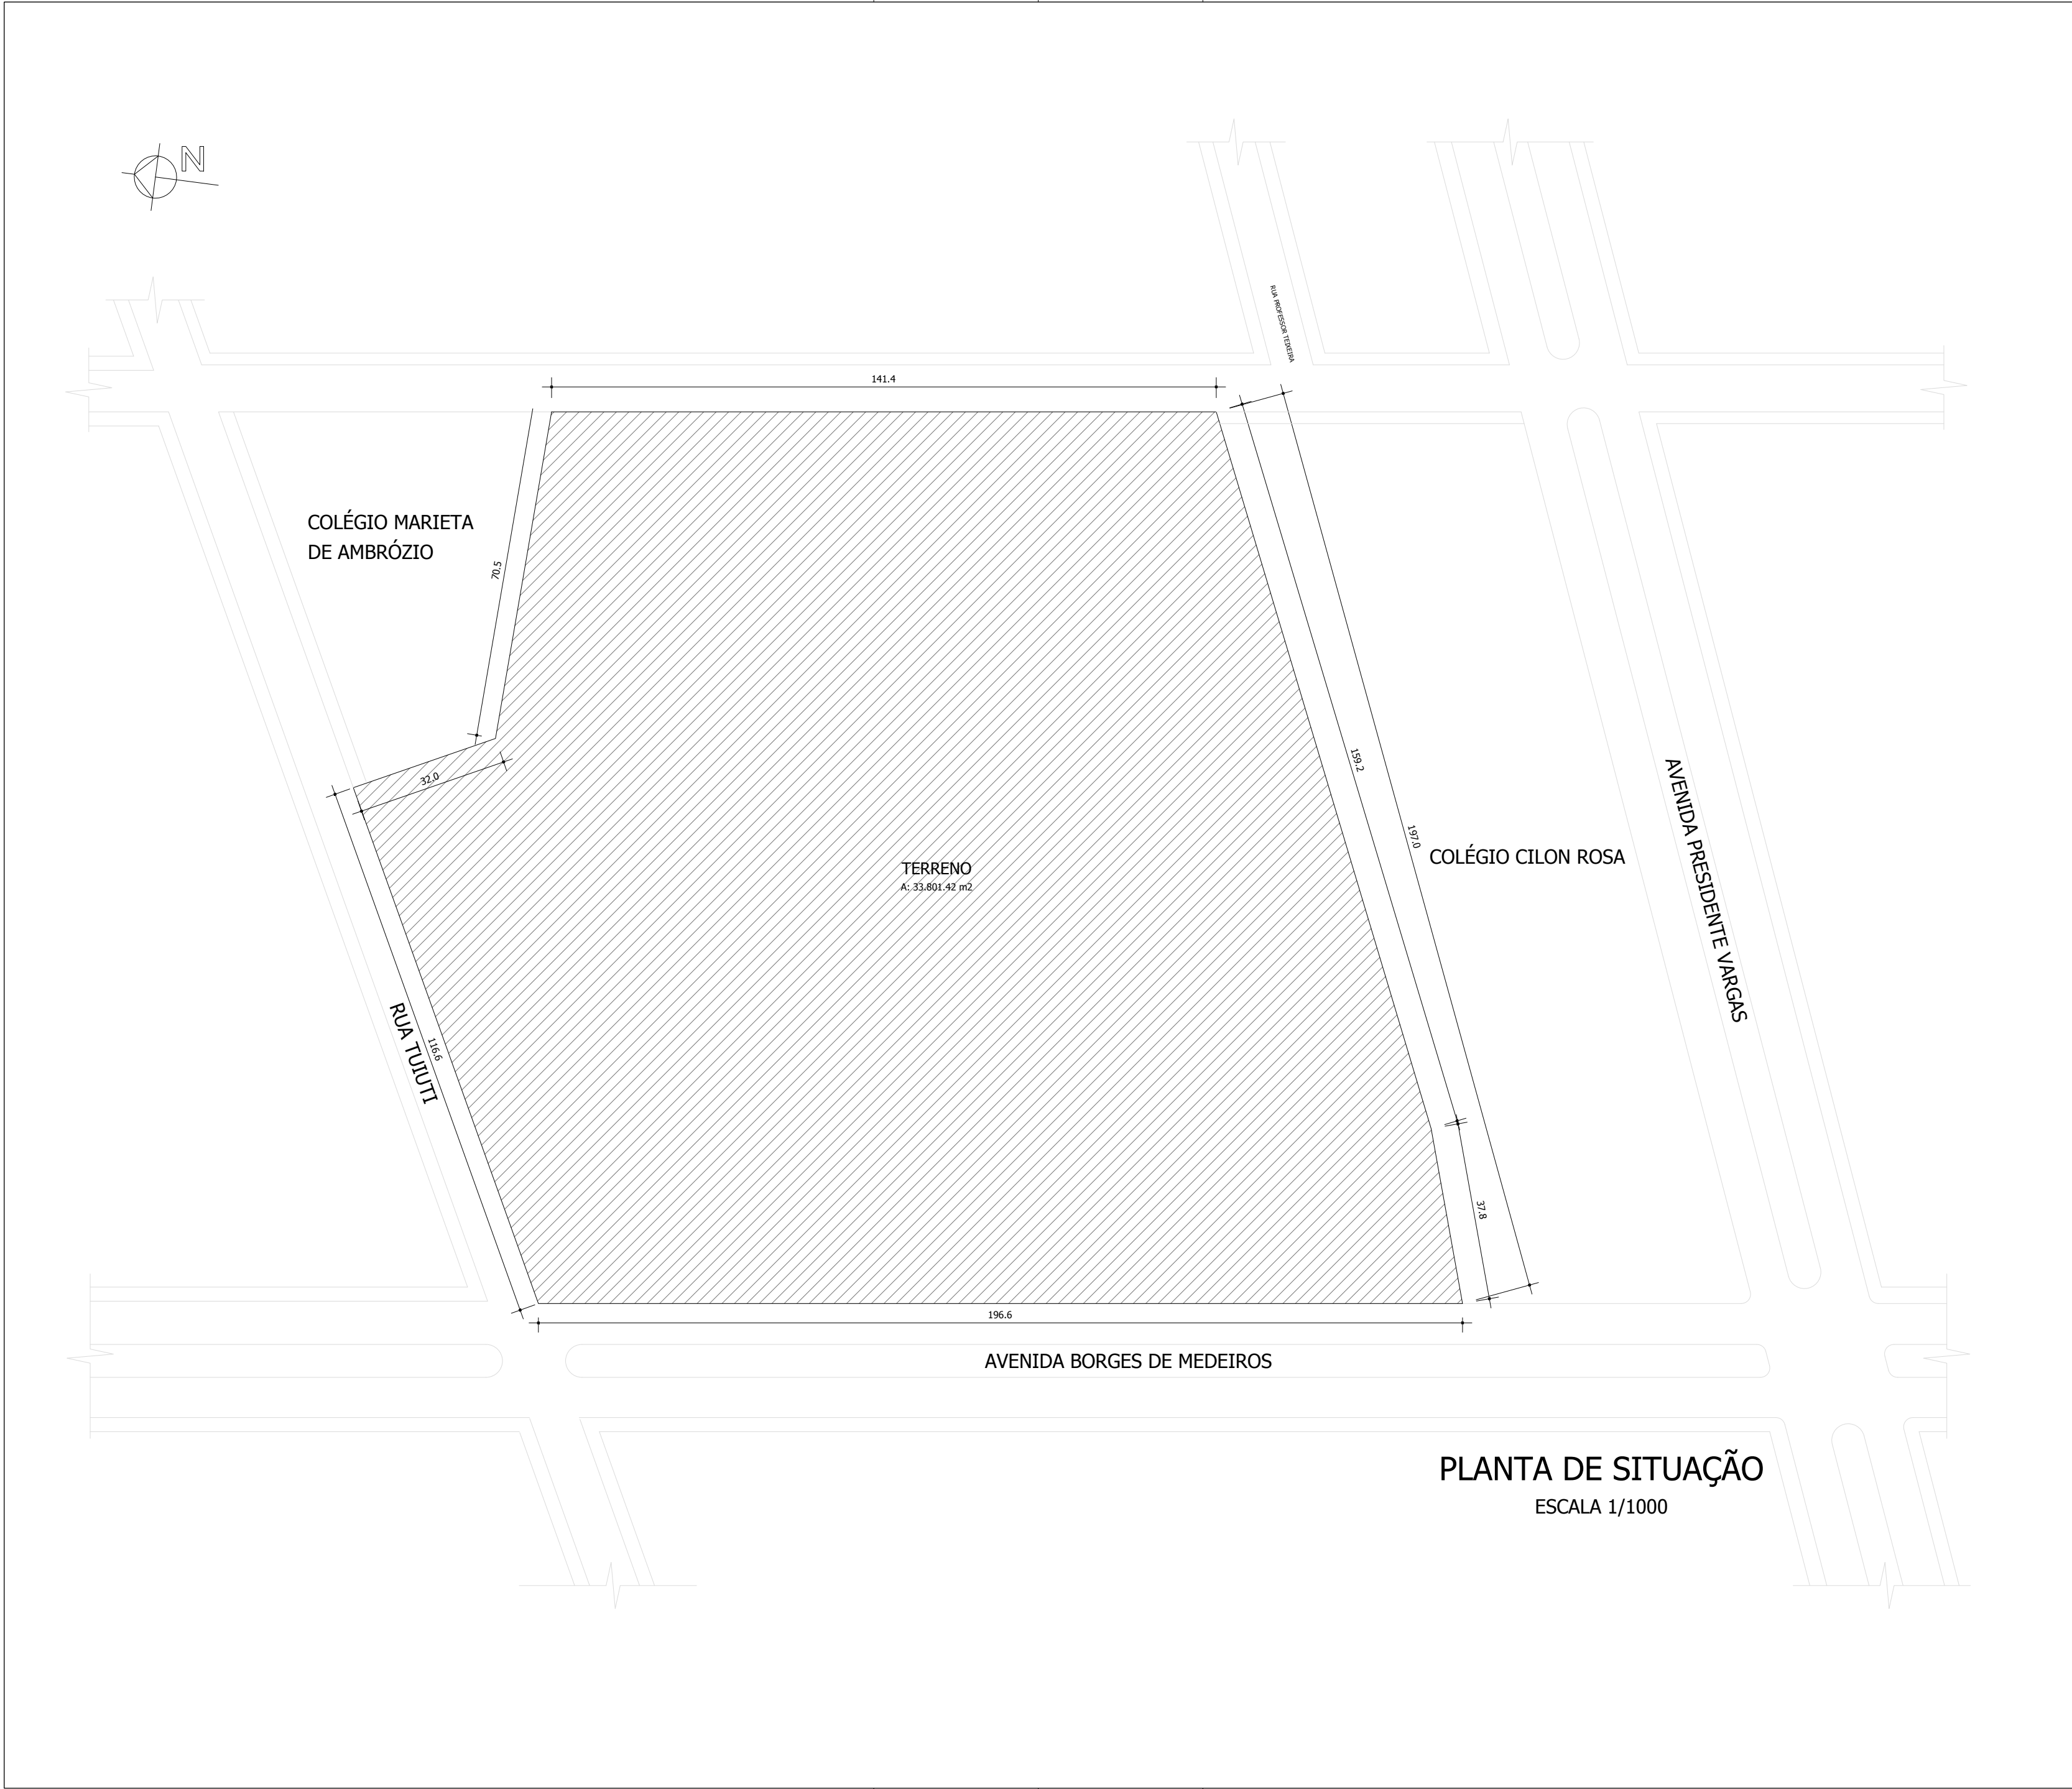 N
RUA PROFESSOR TEIXEIRA
141.4
COLÉGIO MARIETA
DE AMBRÓZIO
70.5
32.0
159.2
197.0
COLÉGIO CILON ROSA
AVENIDA PRESIDENTE VARGAS
TERRENO
A: 33.801.42 m2
RUA TUIUTI
116.6
37.8
196.6
AVENIDA BORGES DE MEDEIROS
PLANTA DE SITUAÇÃO
ESCALA 1/1000